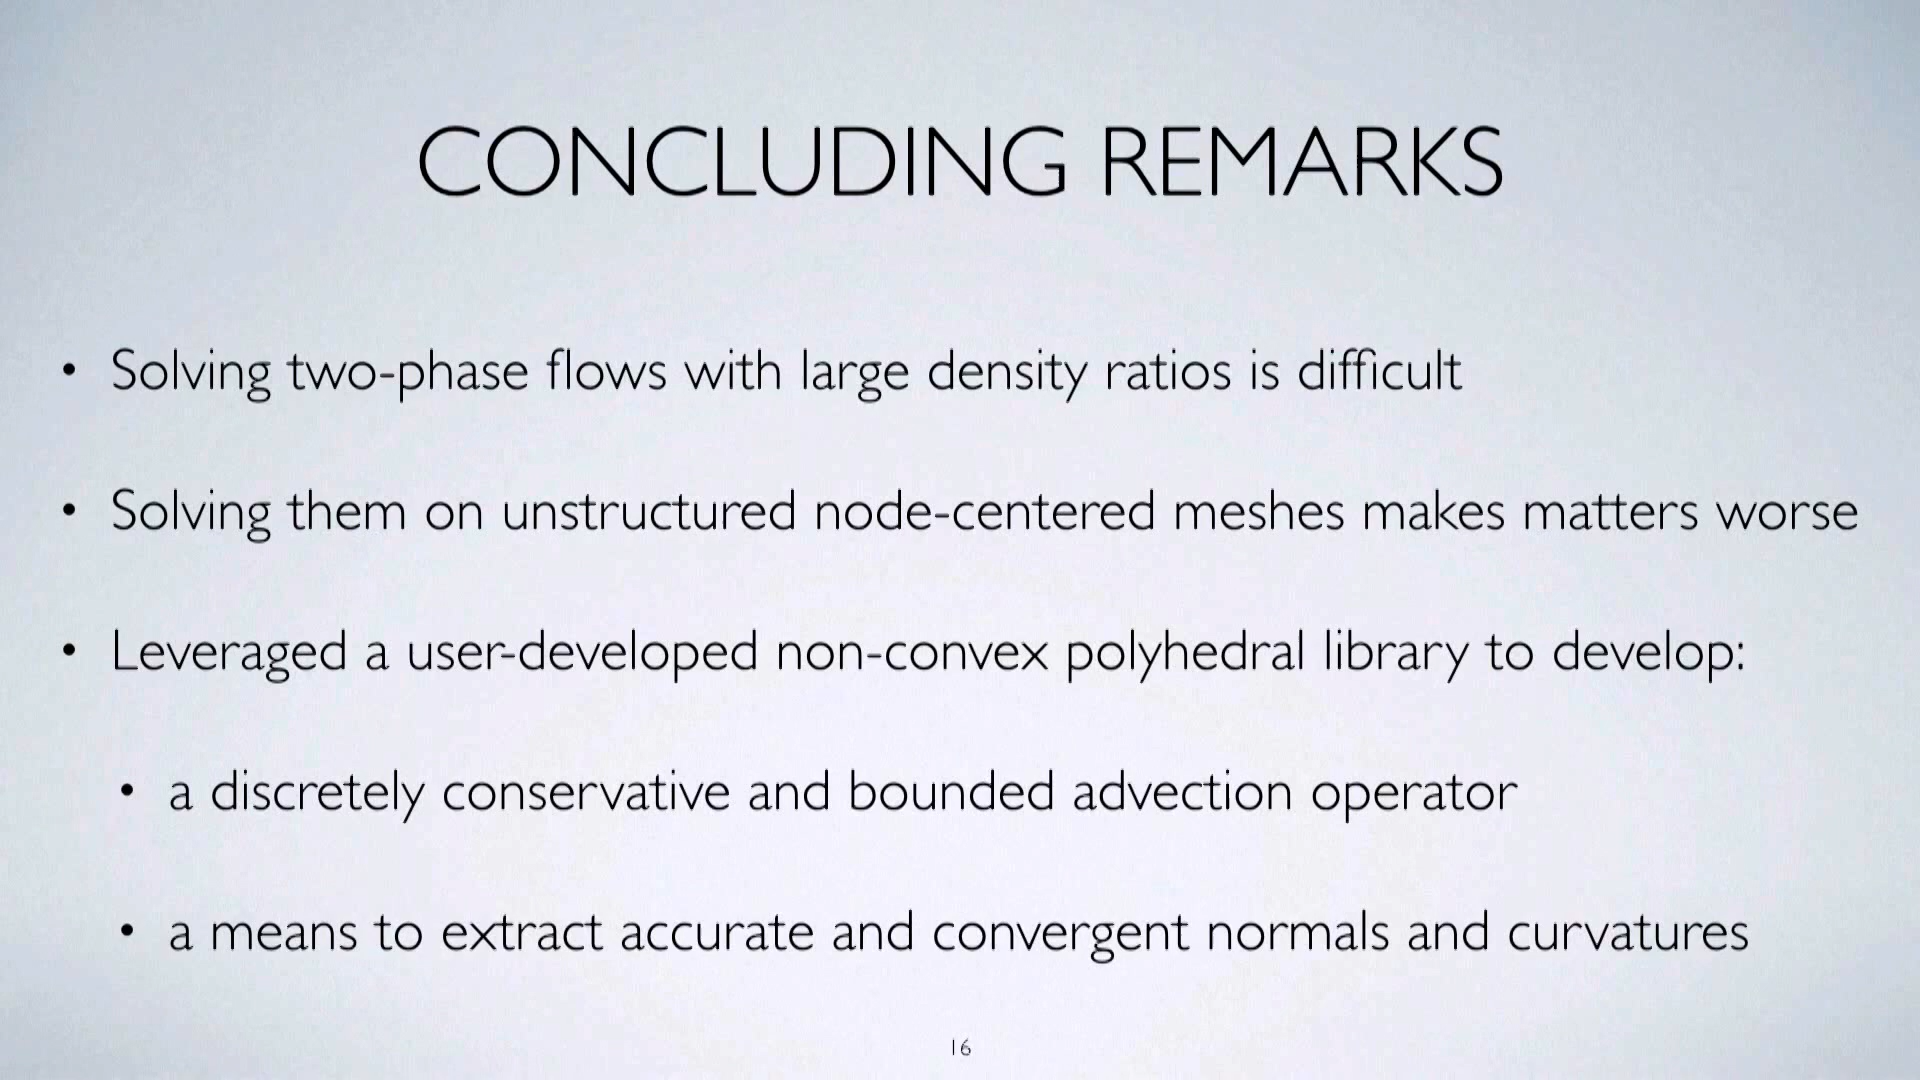 CONCLUDING REMARKS
• Solving two-phase flows with large density ratios is difficult
• Solving them on unstructured node-centered meshes makes matters worse
• Leveraged a user-developed non-convex polyhedral library to develop:
• a discretely conservative and bounded advection operator
• a means to extract accurate and convergent normals and curvatures
16